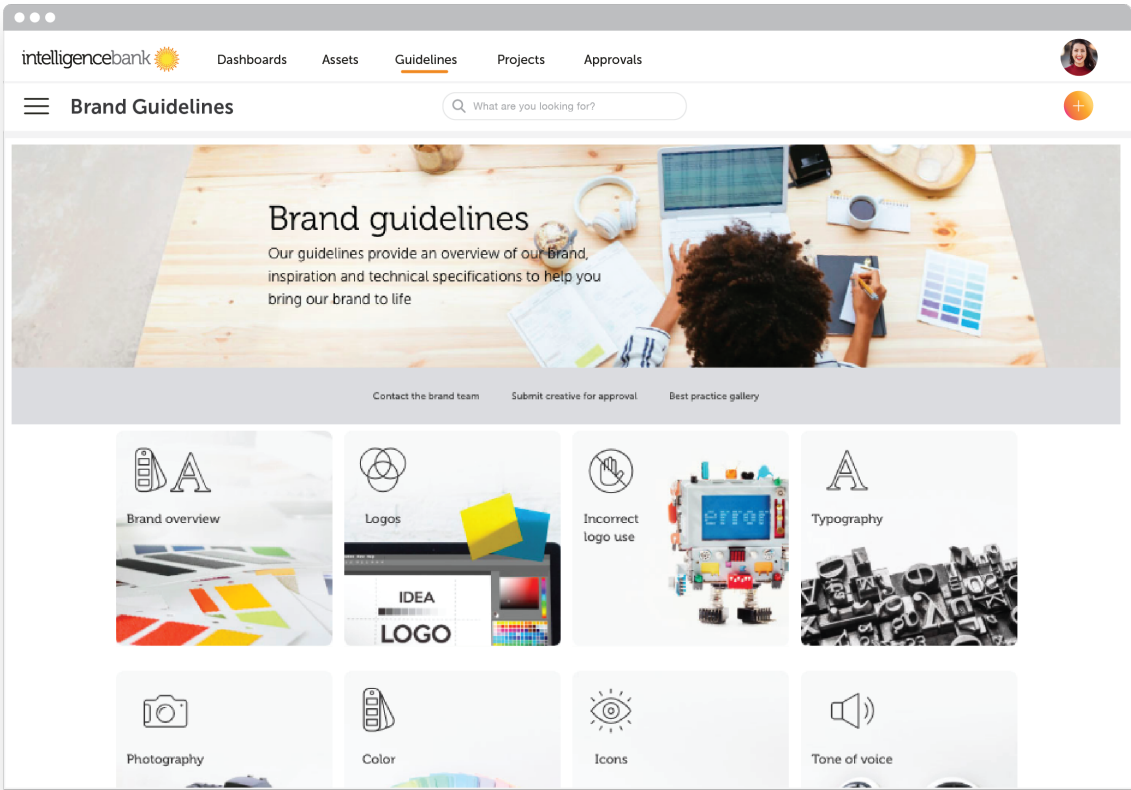 intelligencebank
Dashboards
Assets
Guidelines
Projects
Approvals
Brand Guidelines
What are you looking for?
+
Brand guidelines
Our guidelines provide an overview of our brand,
inspiration and technical specifications to help you
bring our brand to life
Contact the brand team
Submit creative for approval
Best practice gallery
A
Brand overview
Logos
IDEA
LOGO
Incorrect
logo use
error
A
Typography
Photography
Color
Icons
Tone of voice